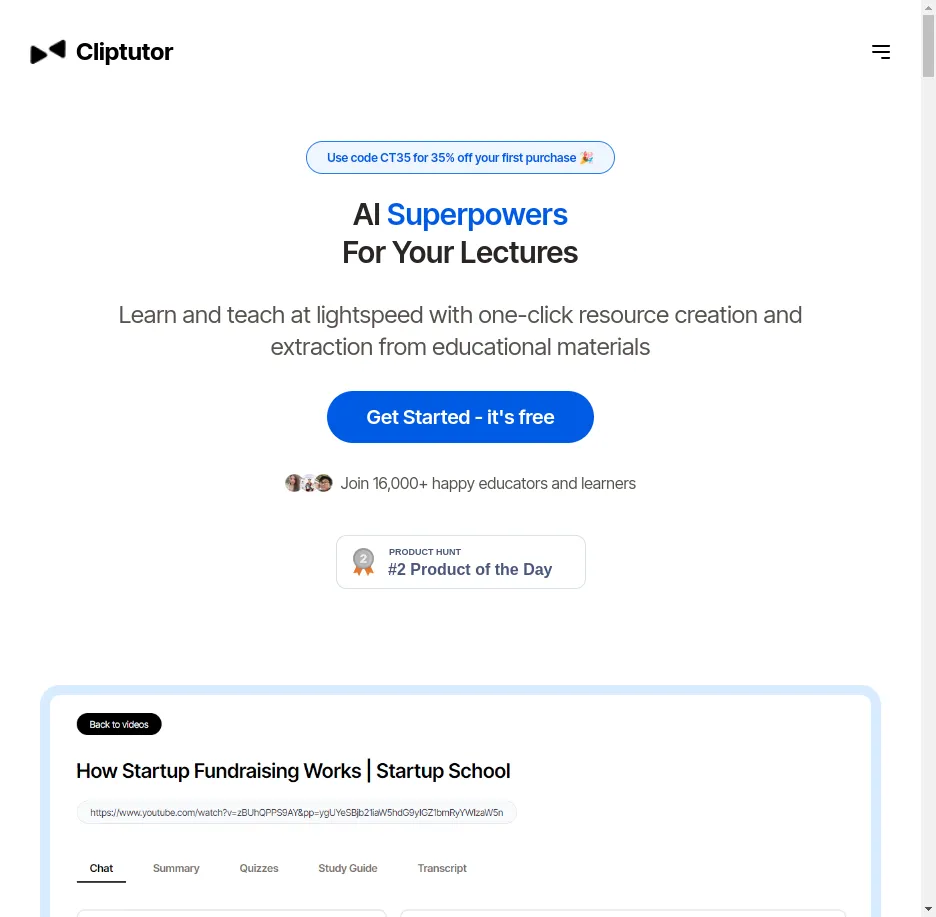 Cliptutor
Use code CT35 for 35% off your first purchase 🎉
AI Superpowers
For Your Lectures
Learn and teach at lightspeed with one-click resource creation and
extraction from educational materials
Get Started - it's free
Join 16,000+ happy educators and learners
2
PRODUCT HUNT
#2 Product of the Day
Back to videos
How Startup Fundraising Works | Startup School
https://www.youtube.com/watch?v=zBUhQPPS9AY&pp=ygUYeSBjb21iaW5hdG9yIGZ1bmRyYWlzaW5n
Chat Summary Quizzes Study Guide Transcript